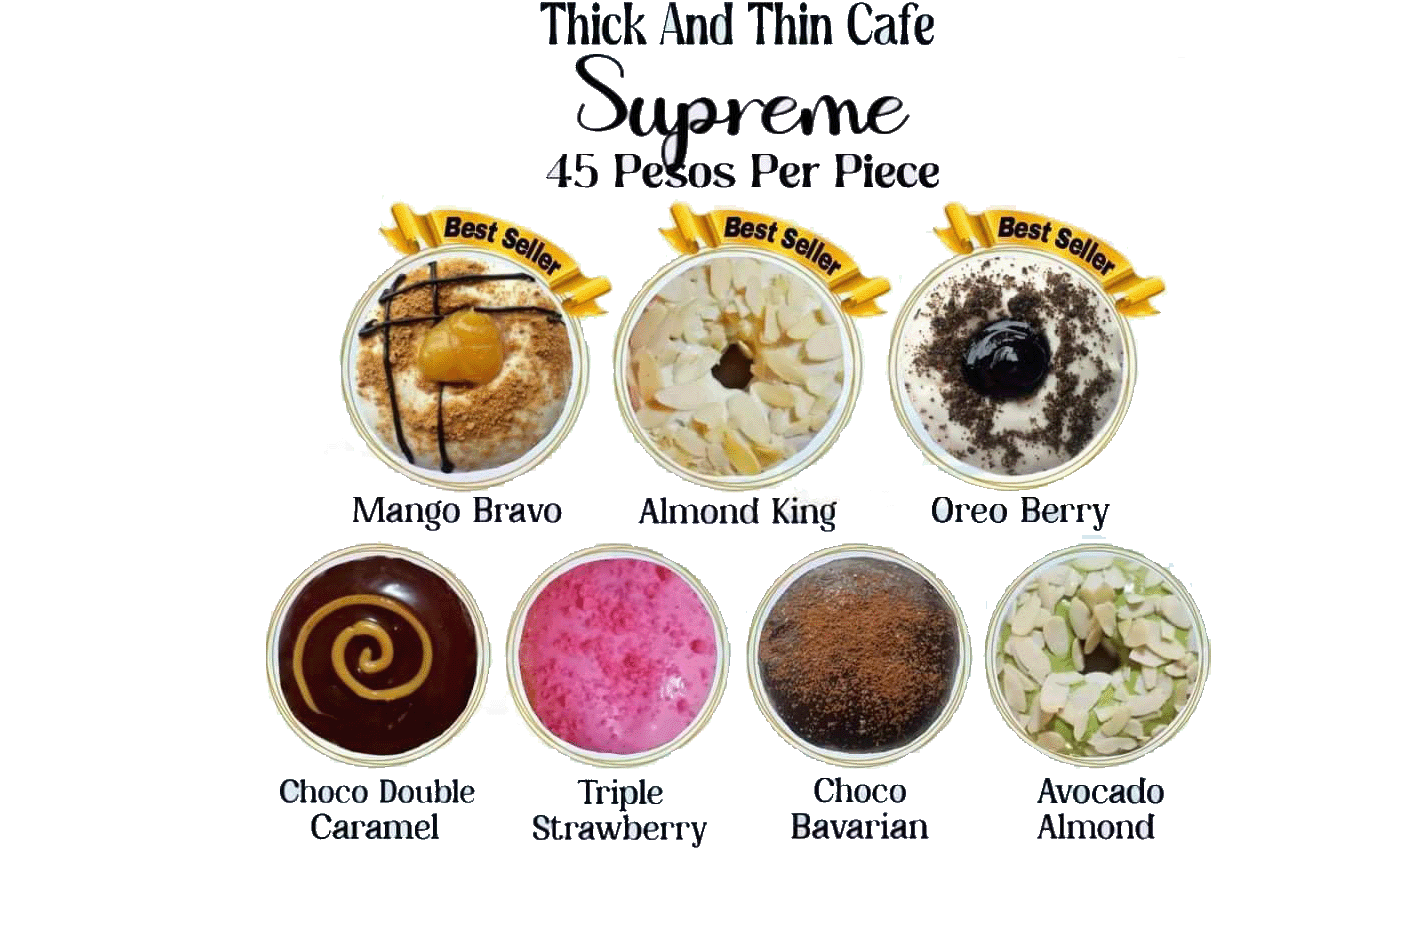 Thick And Thin Cafe
Supreme
45 Pesos Per Piece
Best Seller
Best Seller
Best Seller
Mango Bravo
Almond King
Oreo Berry
Choco Double
Caramel
Triple
Strawberry
Choco
Bavarian
Avocado
Almond